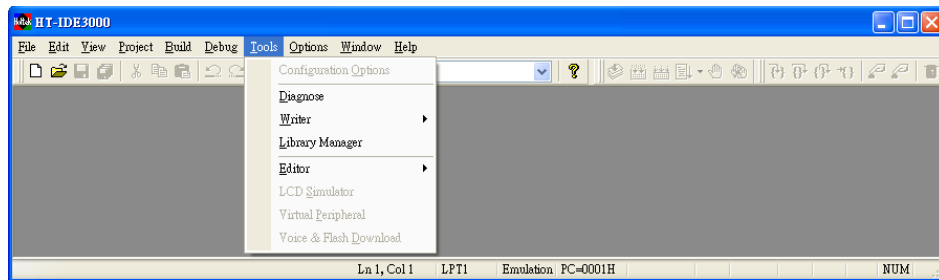 Holtek HT-IDE3000
File Edit View Project Build Debug Tools Options Window Help
Configuration Options
Diagnose
Writer
Library Manager
Editor
LCD Simulator
Virtual Peripheral
Voice & Flash Download
Ln 1, Col 1 LPT1 Emulation PC=0001H NUM